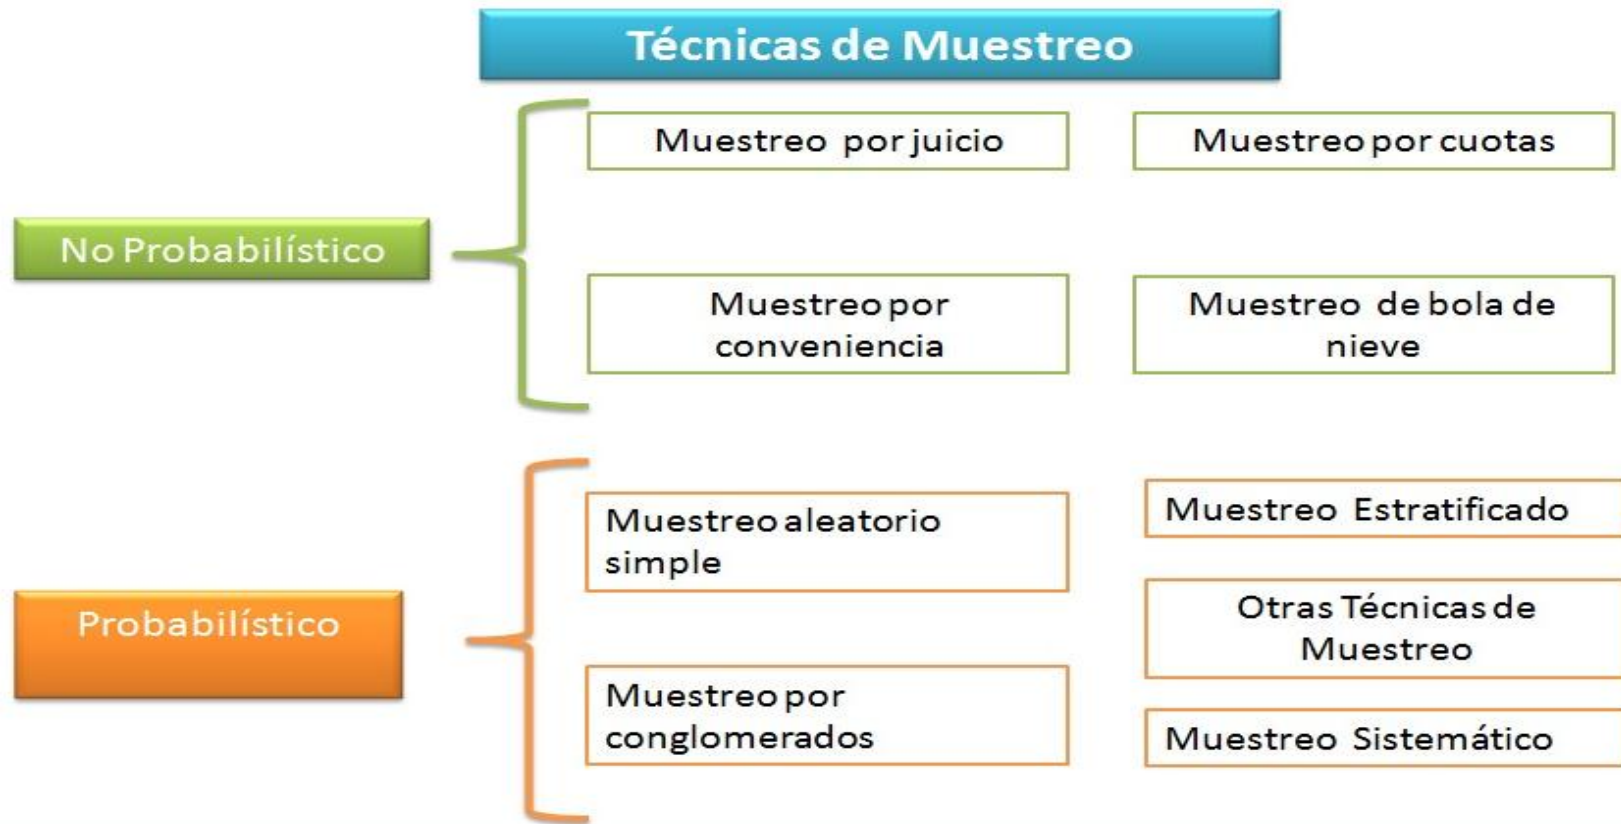 Técnicas de Muestreo
No Probabilístico
Muestreo por juicio
Muestreo por cuotas
Muestreo por
conveniencia
Muestreo de bola de
nieve
Probabilístico
Muestreo aleatorio
simple
Muestreo Estratificado
Otras Técnicas de
Muestreo
Muestreo por
conglomerados
Muestreo Sistemático